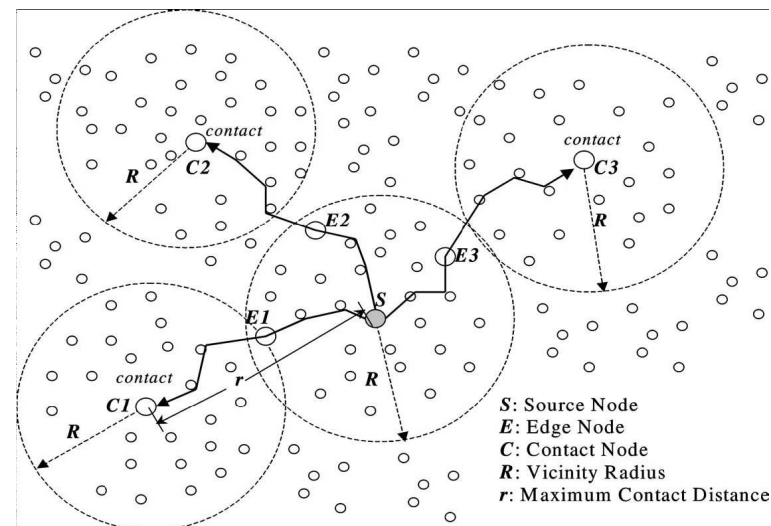 contact
C2
R
contact
C3
R
E2
E3
S
E1
contact
C1
r
R
R
S: Source Node
E: Edge Node
C: Contact Node
R: Vicinity Radius
r: Maximum Contact Distance